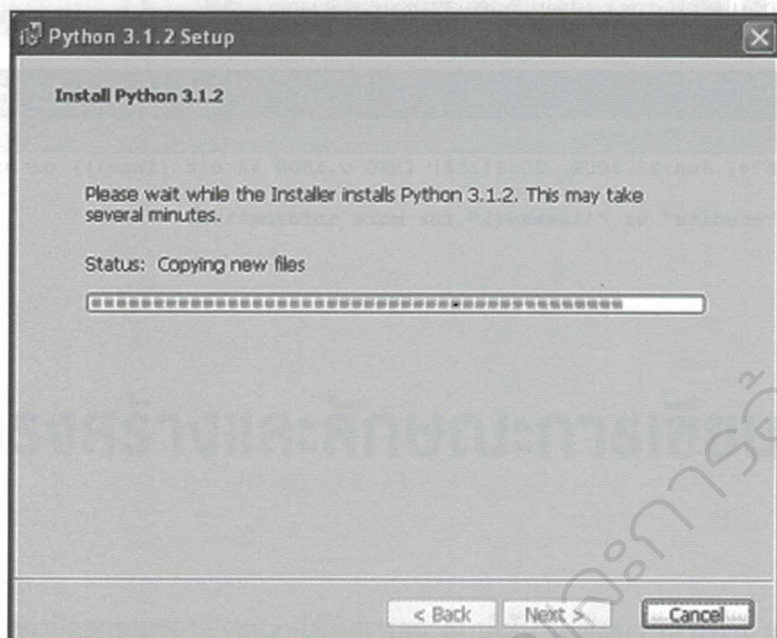 Python 3.1.2 Setup
Install Python 3.1.2
Please wait while the Installer installs Python 3.1.2. This may take
several minutes.
Status: Copying new files
< Back
Next >
Cancel